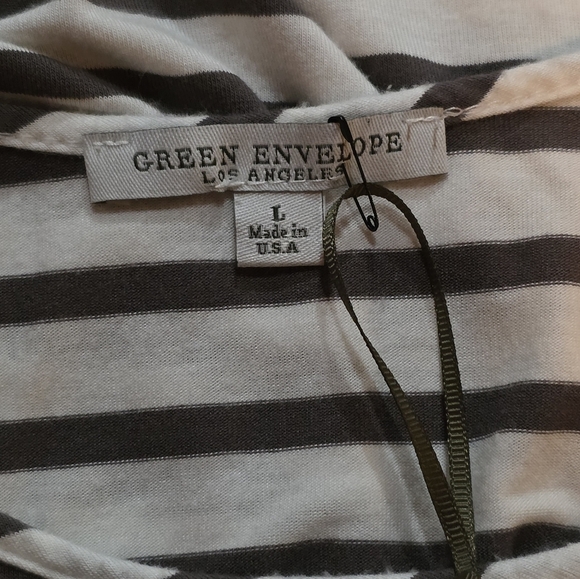 GREEN ENVELOPE
LOS ANGELES
L
Made in
U.S.A